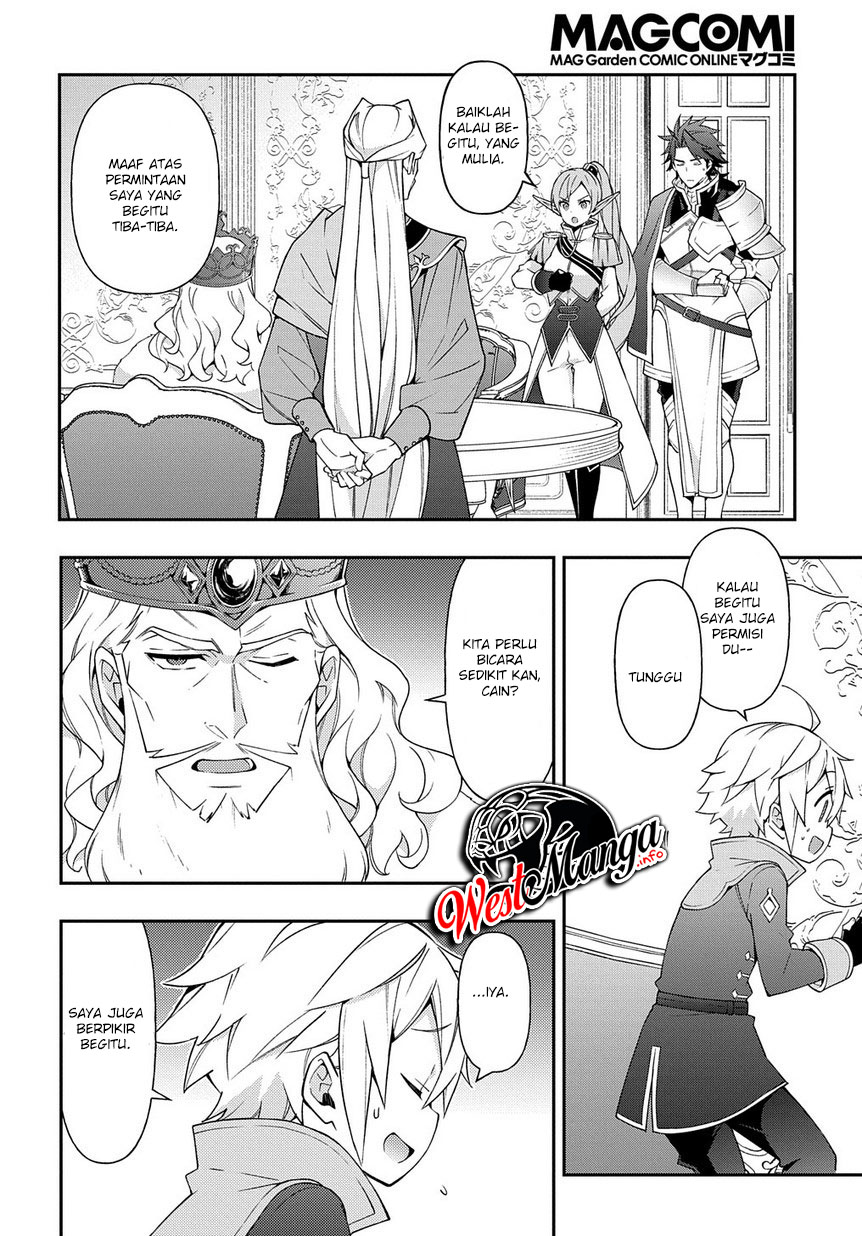 MAGCOMI
MAG Garden COMIC ONLINE マグコミ
BAIKLAH
KALAU BE-
GITU, YANG
MULIA.
MAAF ATAS
PERMINTAAN
SAYA YANG
BEGITU
TIBA-TIBA.
KALAU
BEGITU
SAYA JUGA
PERMISI
DU--
TUNGGU
KITA PERLU
BICARA
SEDIKIT KAN,
CAIN?
WestManga
.info
...IYA.
SAYA JUGA
BERPIKIR
BEGITU.